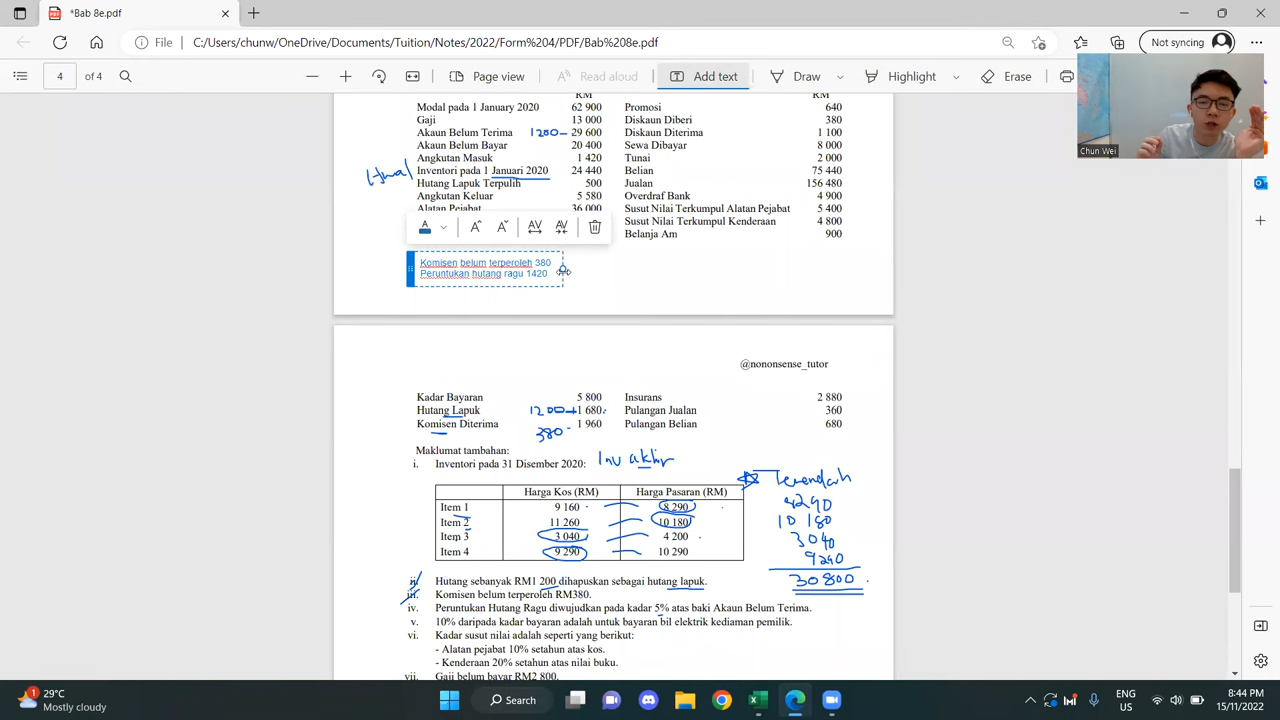 *Bab 8e.pdf
File C:/Users/chunw/OneDrive/Documents/Tuition/Notes/2022/Form%204/PDF/Bab%208e.pdf Not syncing
4 of 4 Page view Read aloud Add text Draw Highlight Erase
Chun Wei
RM RM
Modal pada 1 January 2020 62 900 Promosi 640
Gaji 13 000 Diskaun Diberi 380
Akaun Belum Terima 1200- 29 600 Diskaun Diterima 1 100
Akaun Belum Bayar 20 400 Sewa Dibayar 8 000
Angkutan Masuk 1 420 Tunai 2 000
Inventori pada 1 Januari 2020 24 440 Belian 75 440
Hutang Lapuk Terpulih 500 Jualan 156 480
Angkutan Keluar 5 580 Overdraf Bank 4 900
Alatan Pejabat 36 000 Susut Nilai Terkumpul Alatan Pejabat 5 400
Susut Nilai Terkumpul Kenderaan 4 800
Belanja Am 900
Komisen belum terperoleh 380
Peruntukan hutang ragu 1420
@nononsense_tutor
Kadar Bayaran 5 800 Insurans 2 880
Hutang Lapuk 1200+ 1 680 Pulangan Jualan 360
Komisen Diterima 380- 1 960 Pulangan Belian 680
Maklumat tambahan:
i. Inventori pada 31 Disember 2020: Inv akhir
Harga Kos (RM) Harga Pasaran (RM)
Item 1 9 160 8 290
Item 2 11 260 10 180
Item 3 3 040 4 200
Item 4 9 290 10 290
Terendah
8290
10 180
3040
9290
30800
ii. Hutang sebanyak RM1 200 dihapuskan sebagai hutang lapuk.
iii. Komisen belum terperoleh RM380.
iv. Peruntukan Hutang Ragu diwujudkan pada kadar 5% atas baki Akaun Belum Terima.
v. 10% daripada kadar bayaran adalah untuk bayaran bil elektrik kediaman pemilik.
vi. Kadar susut nilai adalah seperti yang berikut:
- Alatan pejabat 10% setahun atas kos.
- Kenderaan 20% setahun atas nilai buku.
vii. Gaji belum bayar RM2 800.
1
29°C
Mostly cloudy
Search
ENG
US
8:44 PM
15/11/2022